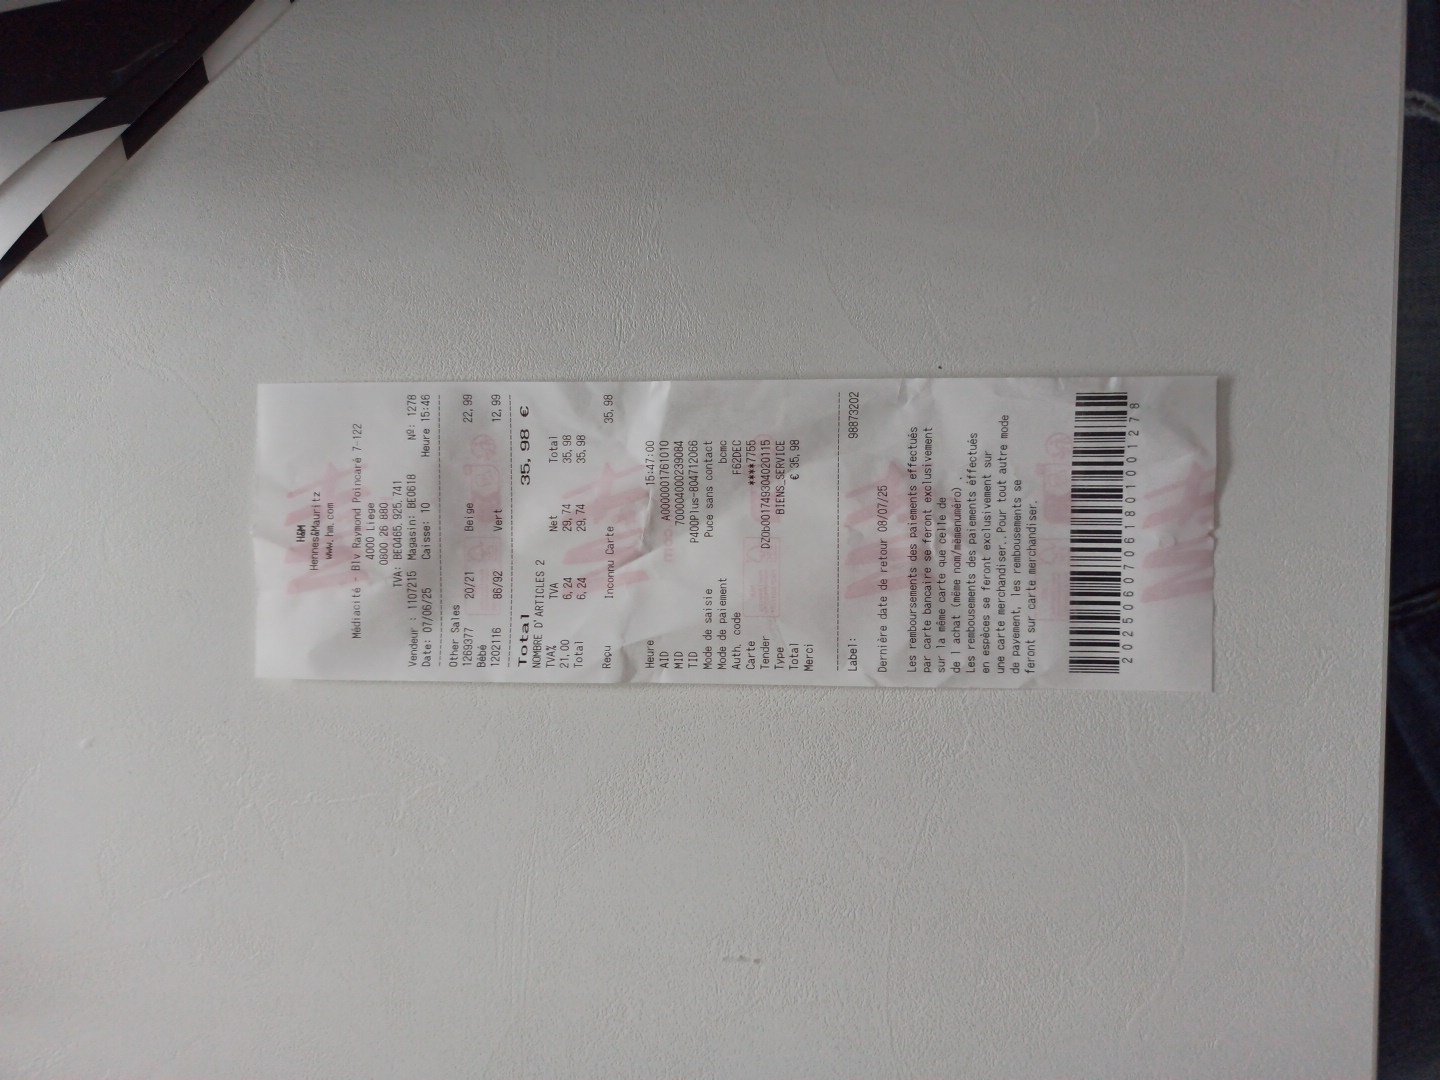 H&M
Hennes&Mauritz
www.hm.com
Médiacité - Blv Raymond Poincaré 7-122
4000 Liege
0800 26 880
TVA: BE0465.925.741
Vendeur : 1107215 Magasin: BE0618 Nº: 1278
Date: 07/06/25 Caisse: 10 Heure 15:46
Other Sales
1269377 20/21 Beige 22,99
Bébé
1202116 86/92 Vert 12,99
Total 35,98 €
NOMBRE D'ARTICLES 2
TVA% TVA Net Total
21,00 6,24 29,74 35,98
Total 6,24 29,74 35,98
Reçu Inconnu Carte 35,98
Heure 15:47:00
AID A0000001761010
MID 70004000239084
TID P400Plus-804712066
Mode de saisie Puce sans contact
Mode de paiement bcmc
Auth. code F62DEC
Carte ****7755
Tender DZ0b001749304020115
Type BIENS_SERVICE
Total € 35,98
Merci
Label: 98873202
Dernière date de retour 08/07/25
Les remboursements des paiements effectués
par carte bancaire se feront exclusivement
sur la même carte que celle de
de l achat (même nom/mêmenuméro) .
Les rembousements des paiements éffectués
en espèces se feront exclusivement sur
une carte merchandiser..Pour tout autre mode
de payement, les rembousements se
feront sur carte merchandiser.
2025060706180100127 8